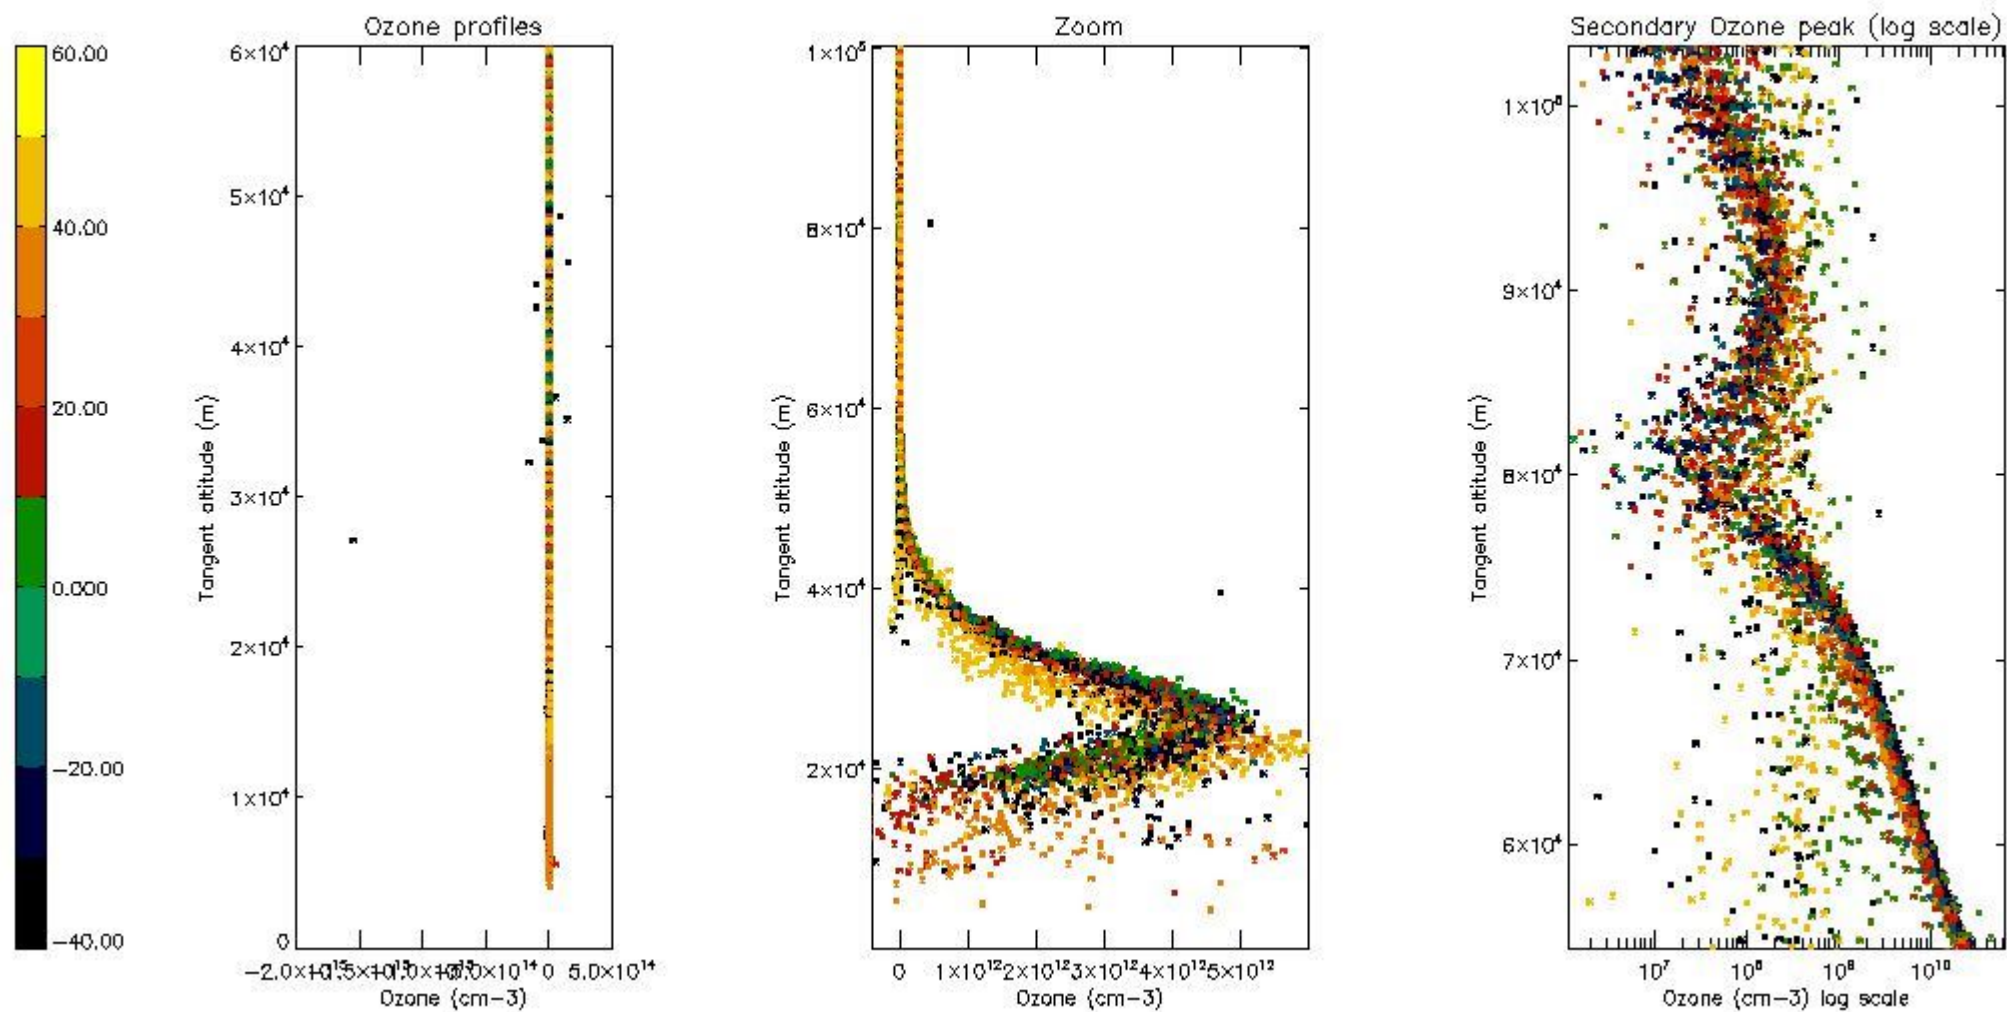 Ozone profiles
Zoom
Secondary Ozone peak (log scale)
60.00
40.00
20.00
0.000
−20.00
−40.00
6×10⁴
5×10⁴
4×10⁴
3×10⁴
2×10⁴
1×10⁴
0
Tangent altitude (m)
−2.0×10¹⁵
0
5.0×10¹⁴
Ozone (cm−3)
1×10⁵
8×10⁴
6×10⁴
4×10⁴
2×10⁴
Tangent altitude (m)
0 1×10¹² 2×10¹² 3×10¹² 4×10¹² 5×10¹²
Ozone (cm−3)
9×10⁴
8×10⁴
7×10⁴
6×10⁴
Tangent altitude (m)
10⁷ 10⁸ 10⁹ 10¹⁰
Ozone (cm−3) log scale